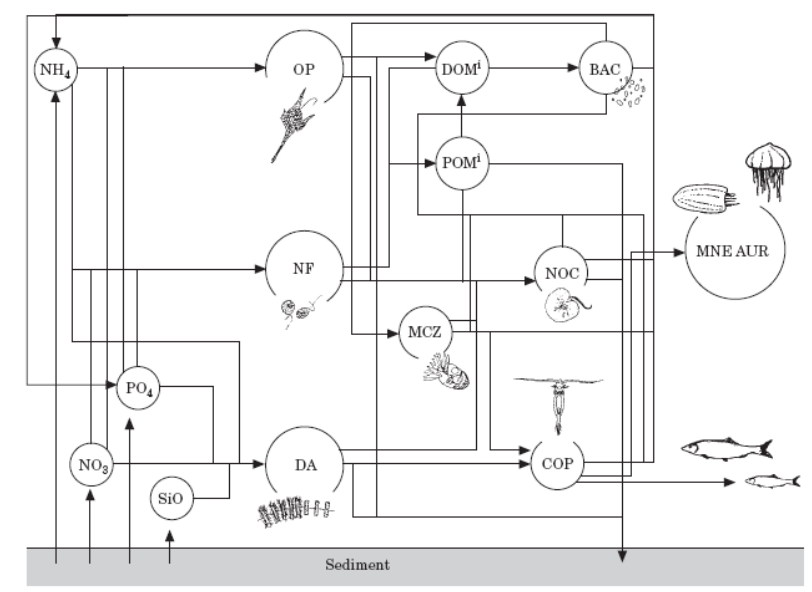 NH₄
OP
DOMⁱ
BAC
POMⁱ
MNE AUR
NF
NOC
MCZ
PO₄
NO₃
DA
COP
SiO
Sediment